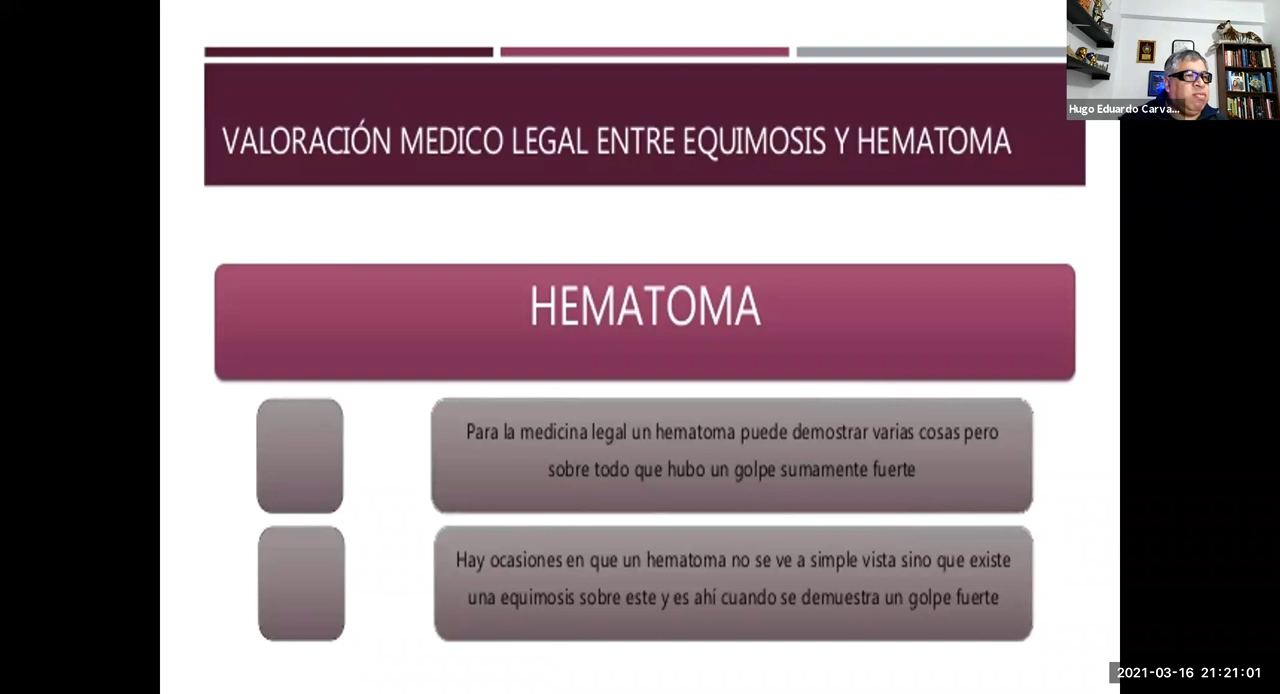 VALORACIÓN MEDICO LEGAL ENTRE EQUIMOSIS Y HEMATOMA
Hugo Eduardo Carva...
HEMATOMA
Para la medicina legal un hematoma puede demostrar varias cosas pero
sobre todo que hubo un golpe sumamente fuerte
Hay ocasiones en que un hematoma no se ve a simple vista sino que existe
una equimosis sobre este y es ahí cuando se demuestra un golpe fuerte
2021-03-16 21:21:01